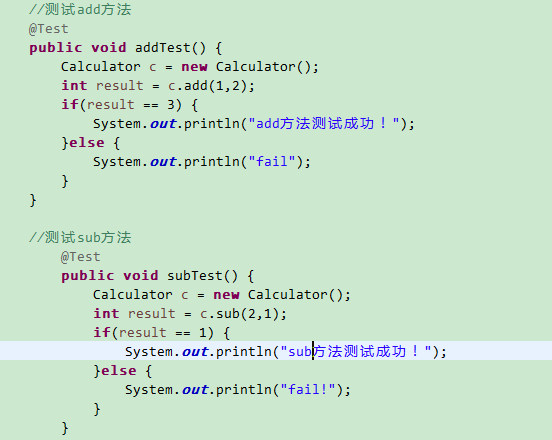 //测试add方法
@Test
public void addTest() {
    Calculator c = new Calculator();
    int result = c.add(1,2);
    if(result == 3) {
        System.out.println("add方法测试成功！");
    }else {
        System.out.println("fail");
    }
}
//测试sub方法
    @Test
    public void subTest() {
        Calculator c = new Calculator();
        int result = c.sub(2,1);
        if(result == 1) {
            System.out.println("sub方法测试成功！");
        }else {
            System.out.println("fail!");
        }
    }